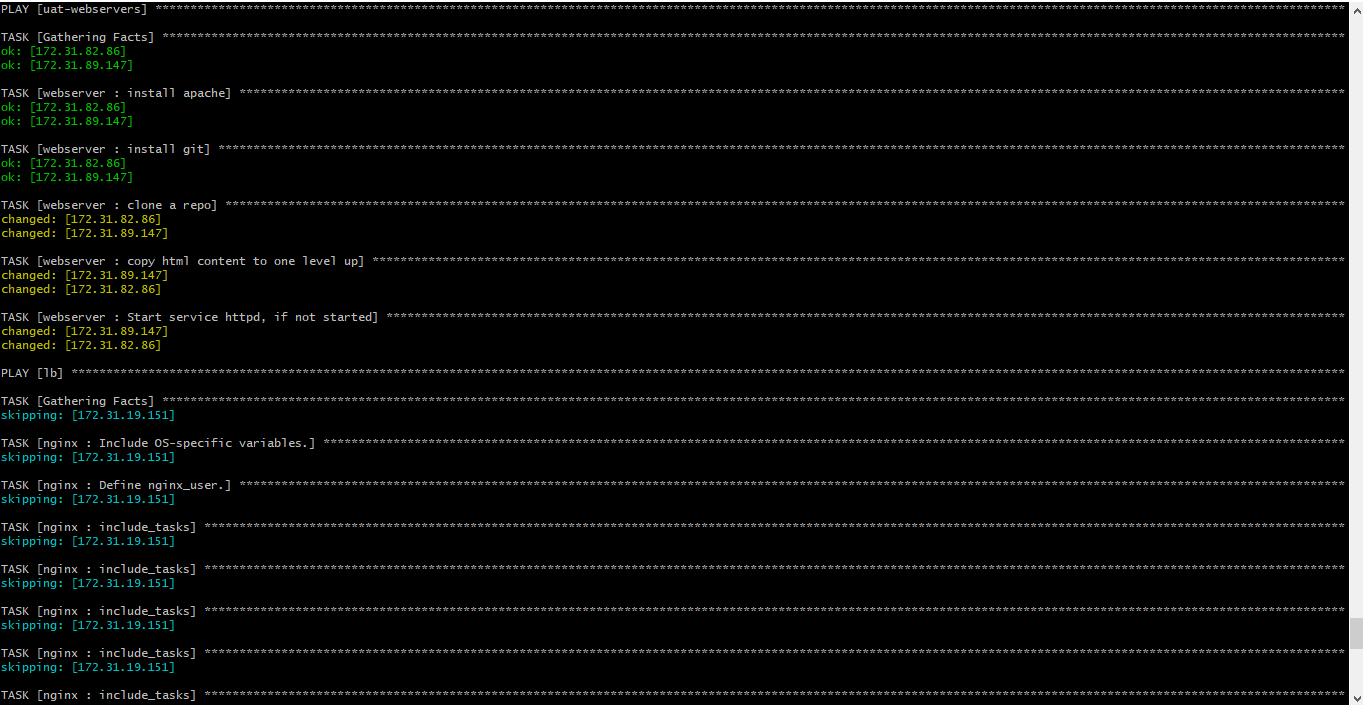 PLAY [uat-webservers] ****************************************************************************************************************************************************************************
TASK [Gathering Facts] ***************************************************************************************************************************************************************************
ok: [172.31.82.86]
ok: [172.31.89.147]
TASK [webserver : install apache] ****************************************************************************************************************************************************************
ok: [172.31.82.86]
ok: [172.31.89.147]
TASK [webserver : install git] *******************************************************************************************************************************************************************
ok: [172.31.82.86]
ok: [172.31.89.147]
TASK [webserver : clone a repo] ******************************************************************************************************************************************************************
changed: [172.31.82.86]
changed: [172.31.89.147]
TASK [webserver : copy html content to one level up] *********************************************************************************************************************************************
changed: [172.31.89.147]
changed: [172.31.82.86]
TASK [webserver : Start service httpd, if not started] *******************************************************************************************************************************************
changed: [172.31.89.147]
changed: [172.31.82.86]
PLAY [lb] ****************************************************************************************************************************************************************************************
TASK [Gathering Facts] ***************************************************************************************************************************************************************************
skipping: [172.31.19.151]
TASK [nginx : Include OS-specific variables.] ****************************************************************************************************************************************************
skipping: [172.31.19.151]
TASK [nginx : Define nginx_user.] ****************************************************************************************************************************************************************
skipping: [172.31.19.151]
TASK [nginx : include_tasks] *********************************************************************************************************************************************************************
skipping: [172.31.19.151]
TASK [nginx : include_tasks] *********************************************************************************************************************************************************************
skipping: [172.31.19.151]
TASK [nginx : include_tasks] *********************************************************************************************************************************************************************
skipping: [172.31.19.151]
TASK [nginx : include_tasks] *********************************************************************************************************************************************************************
skipping: [172.31.19.151]
TASK [nginx : include_tasks] *********************************************************************************************************************************************************************